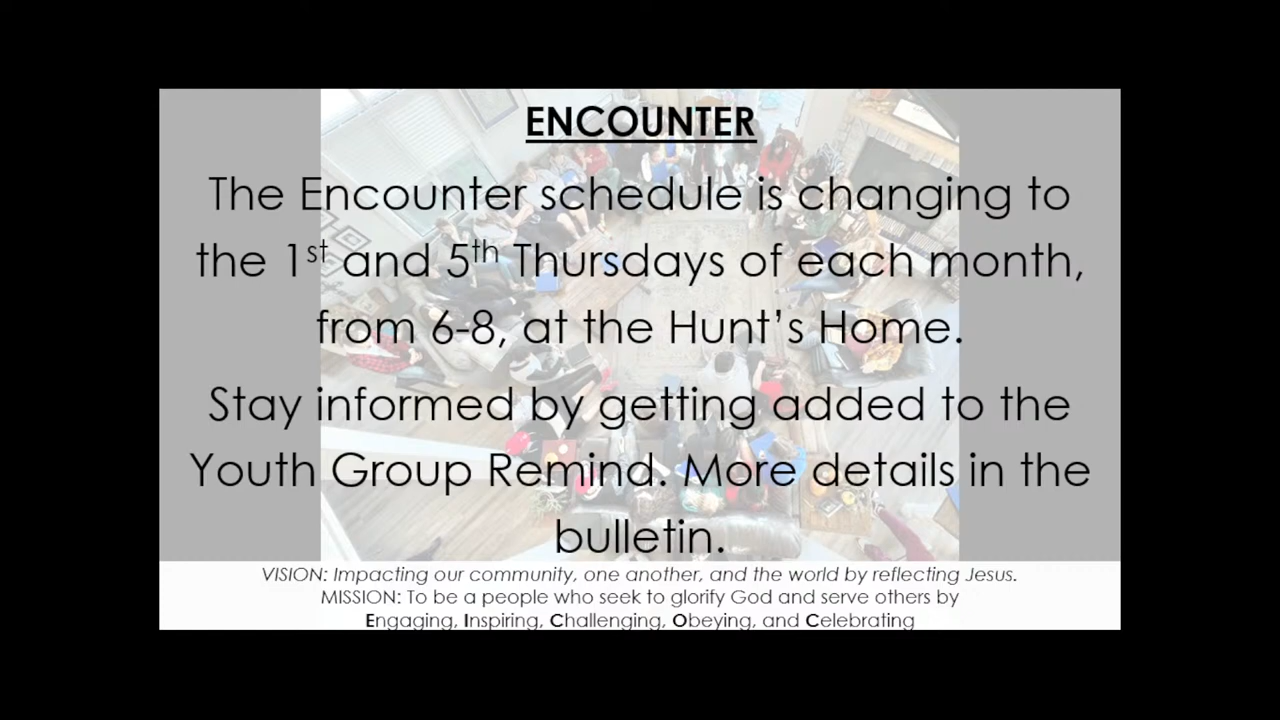 ENCOUNTER
The Encounter schedule is changing to
the 1st and 5th Thursdays of each month,
from 6-8, at the Hunt’s Home.
Stay informed by getting added to the
Youth Group Remind. More details in the
bulletin.
VISION: Impacting our community, one another, and the world by reflecting Jesus.
MISSION: To be a people who seek to glorify God and serve others by
Engaging, Inspiring, Challenging, Obeying, and Celebrating